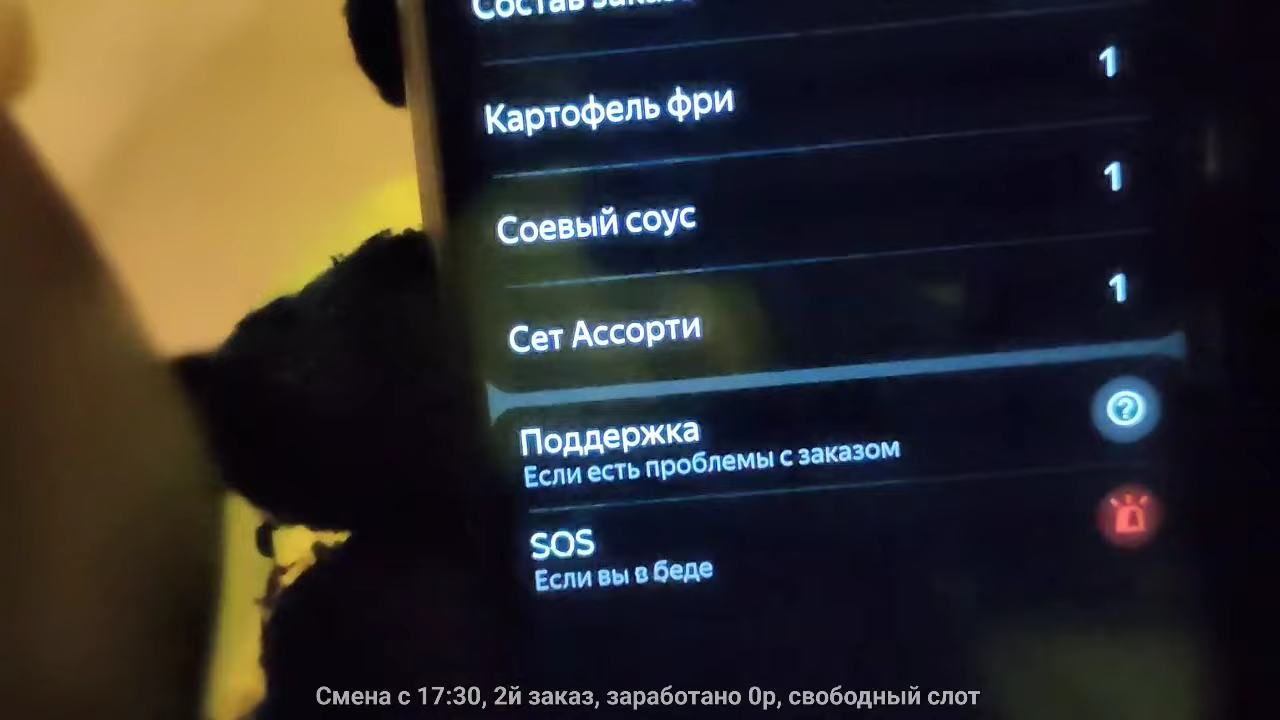 Состав
1
Картофель фри
1
Соевый соус
1
Сет Ассорти
Поддержка
Если есть проблемы с заказом
?
SOS
Если вы в беде
Смена с 17:30, 2й заказ, заработано 0р, свободный слот